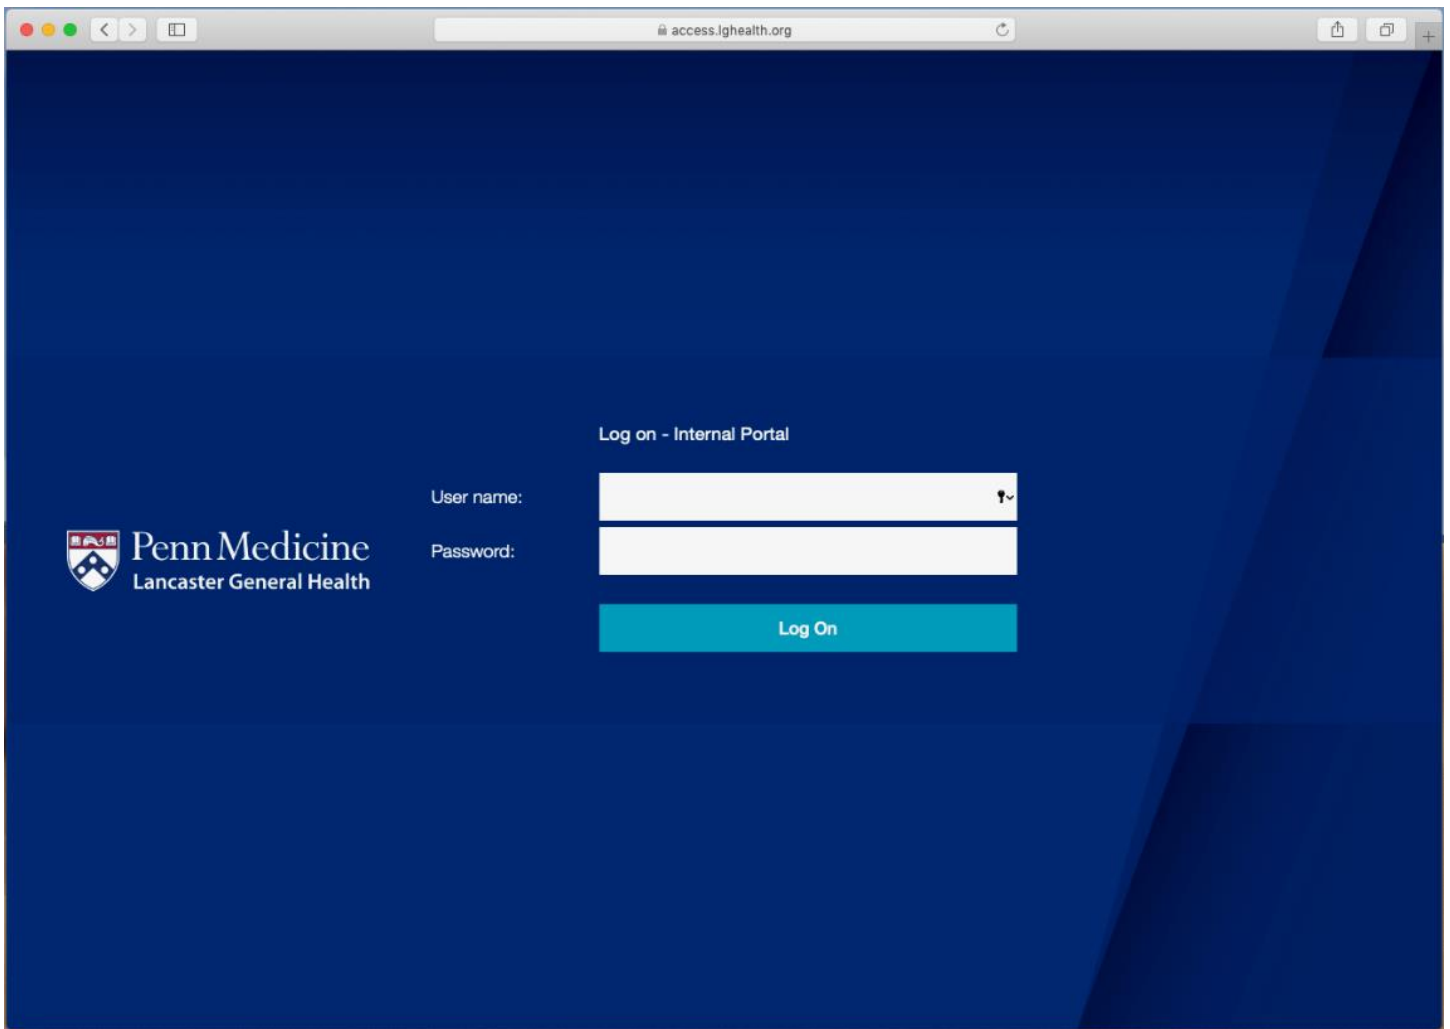 access.lghealth.org
Log on - Internal Portal
User name:
Password:
Penn Medicine
Lancaster General Health
Log On